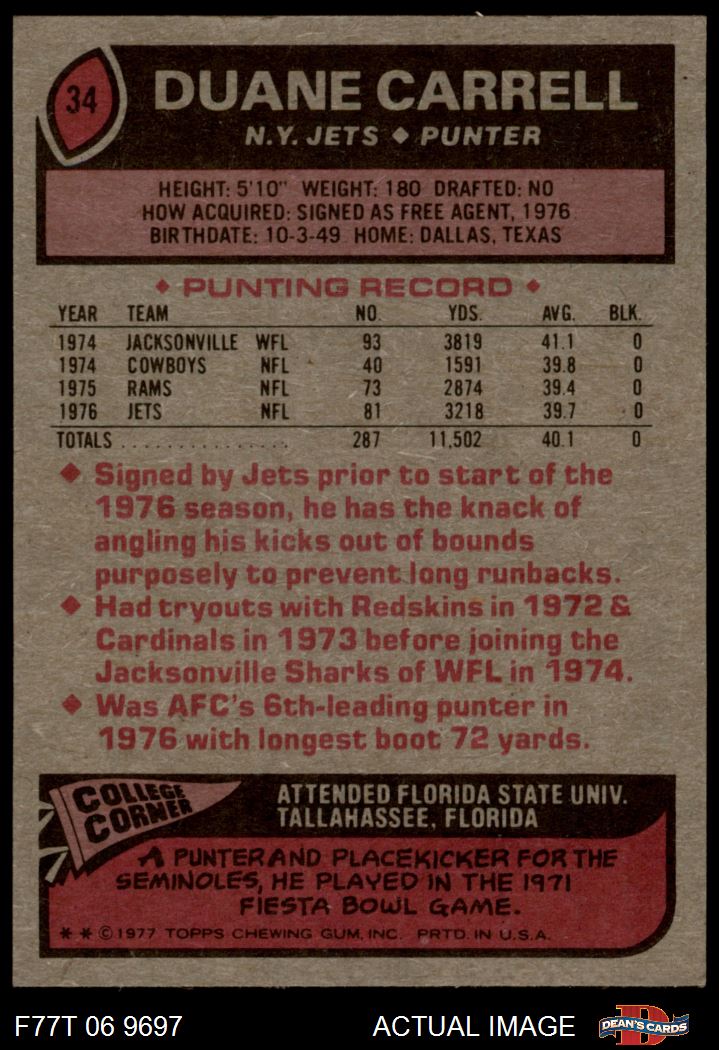 34
DUANE CARRELL
N.Y. JETS ◆ PUNTER
HEIGHT: 5'10" WEIGHT: 180 DRAFTED: NO
HOW ACQUIRED: SIGNED AS FREE AGENT, 1976
BIRTHDATE: 10-3-49 HOME: DALLAS, TEXAS
◆ PUNTING RECORD ◆
YEAR TEAM NO. YDS. AVG. BLK.
1974 JACKSONVILLE WFL 93 3819 41.1 0
1974 COWBOYS NFL 40 1591 39.8 0
1975 RAMS NFL 73 2874 39.4 0
1976 JETS NFL 81 3218 39.7 0
TOTALS . . . . . . . . . . . . . . . 287 11,502 40.1 0
◆ Signed by Jets prior to start of the
1976 season, he has the knack of
angling his kicks out of bounds
purposely to prevent long runbacks.
◆ Had tryouts with Redskins in 1972 &
Cardinals in 1973 before joining the
Jacksonville Sharks of WFL in 1974.
◆ Was AFC's 6th-leading punter in
1976 with longest boot 72 yards.
COLLEGE
CORNER
ATTENDED FLORIDA STATE UNIV.
TALLAHASSEE, FLORIDA
A PUNTER AND PLACEKICKER FOR THE
SEMINOLES, HE PLAYED IN THE 1971
FIESTA BOWL GAME.
* * © 1977 TOPPS CHEWING GUM, INC. PRTD. IN U.S.A.
F77T 06 9697 ACTUAL IMAGE
D
DEAN'S CARDS